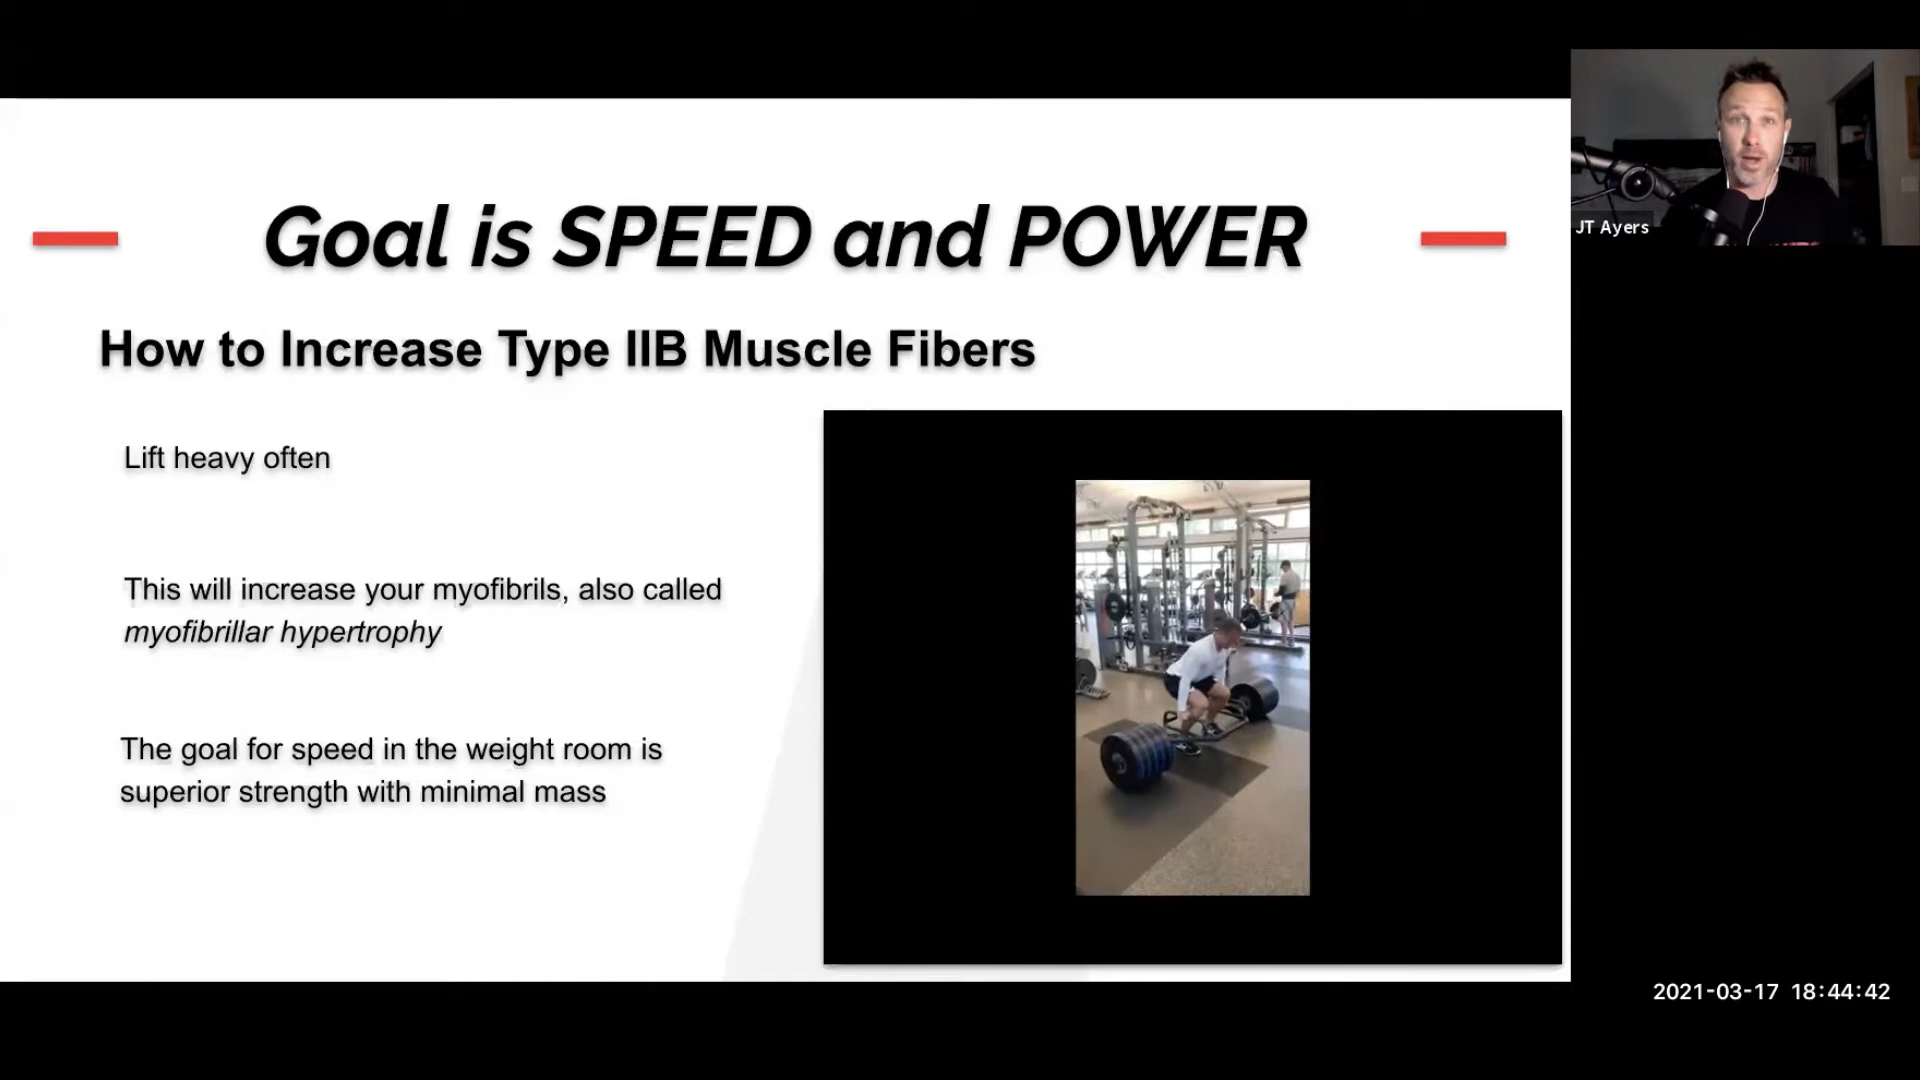 Goal is SPEED and POWER
How to Increase Type IIB Muscle Fibers
Lift heavy often
This will increase your myofibrils, also called
myofibrillar hypertrophy
The goal for speed in the weight room is
superior strength with minimal mass
JT Ayers
2021-03-17 18:44:42